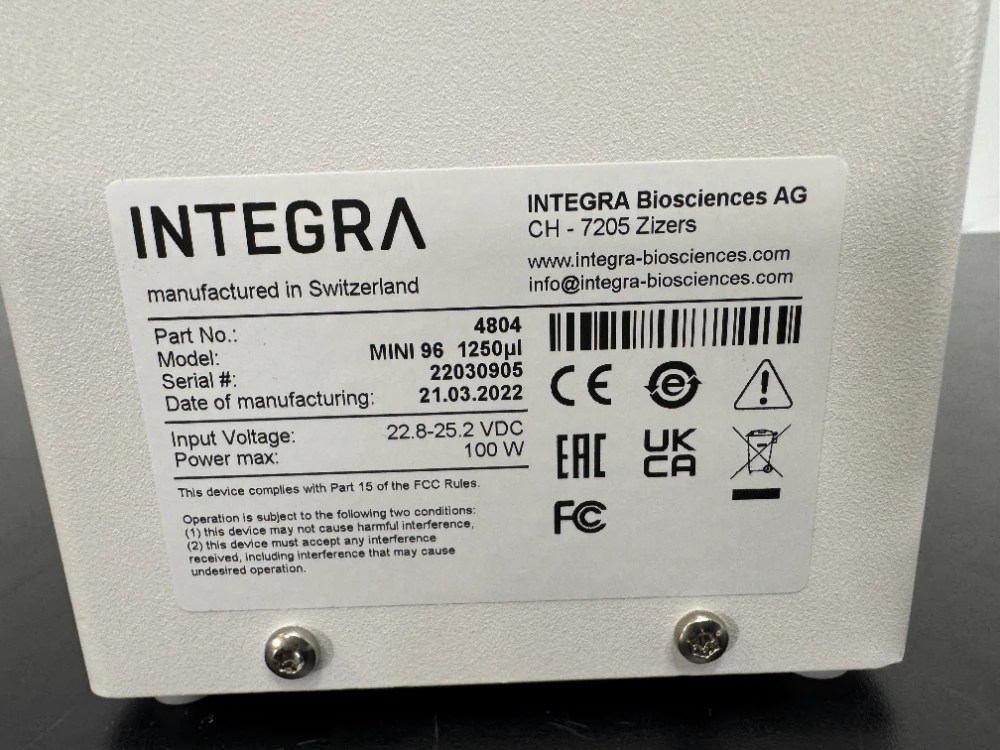 INTEGRA
manufactured in Switzerland
INTEGRA Biosciences AG
CH - 7205 Zizers
www.integra-biosciences.com
info@integra-biosciences.com
Part No.: 4804
Model: MINI 96 1250µl
Serial #: 22030905
Date of manufacturing: 21.03.2022
Input Voltage: 22.8-25.2 VDC
Power max: 100 W
This device complies with Part 15 of the FCC Rules.
Operation is subject to the following two conditions:
(1) this device may not cause harmful interference,
(2) this device must accept any interference
received, including interference that may cause
undesired operation.
CE
e
!
EAC
UK
CA
FC